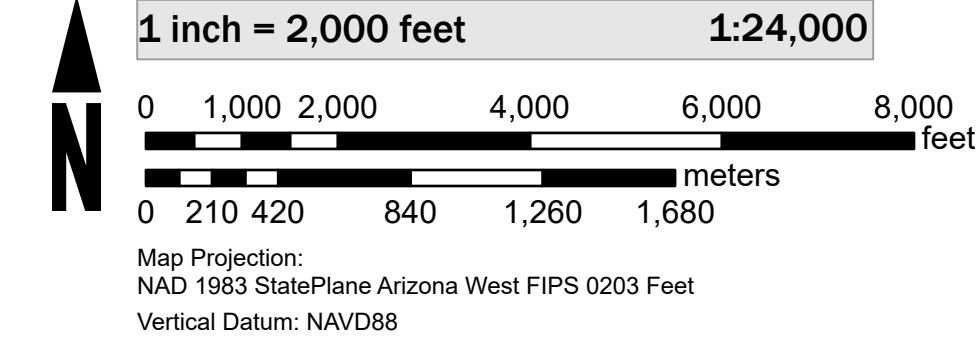 1 inch = 2,000 feet 1:24,000
0 1,000 2,000 4,000 6,000 8,000
feet
N
meters
0 210 420 840 1,260 1,680
Map Projection:
NAD 1983 StatePlane Arizona West FIPS 0203 Feet
Vertical Datum: NAVD88